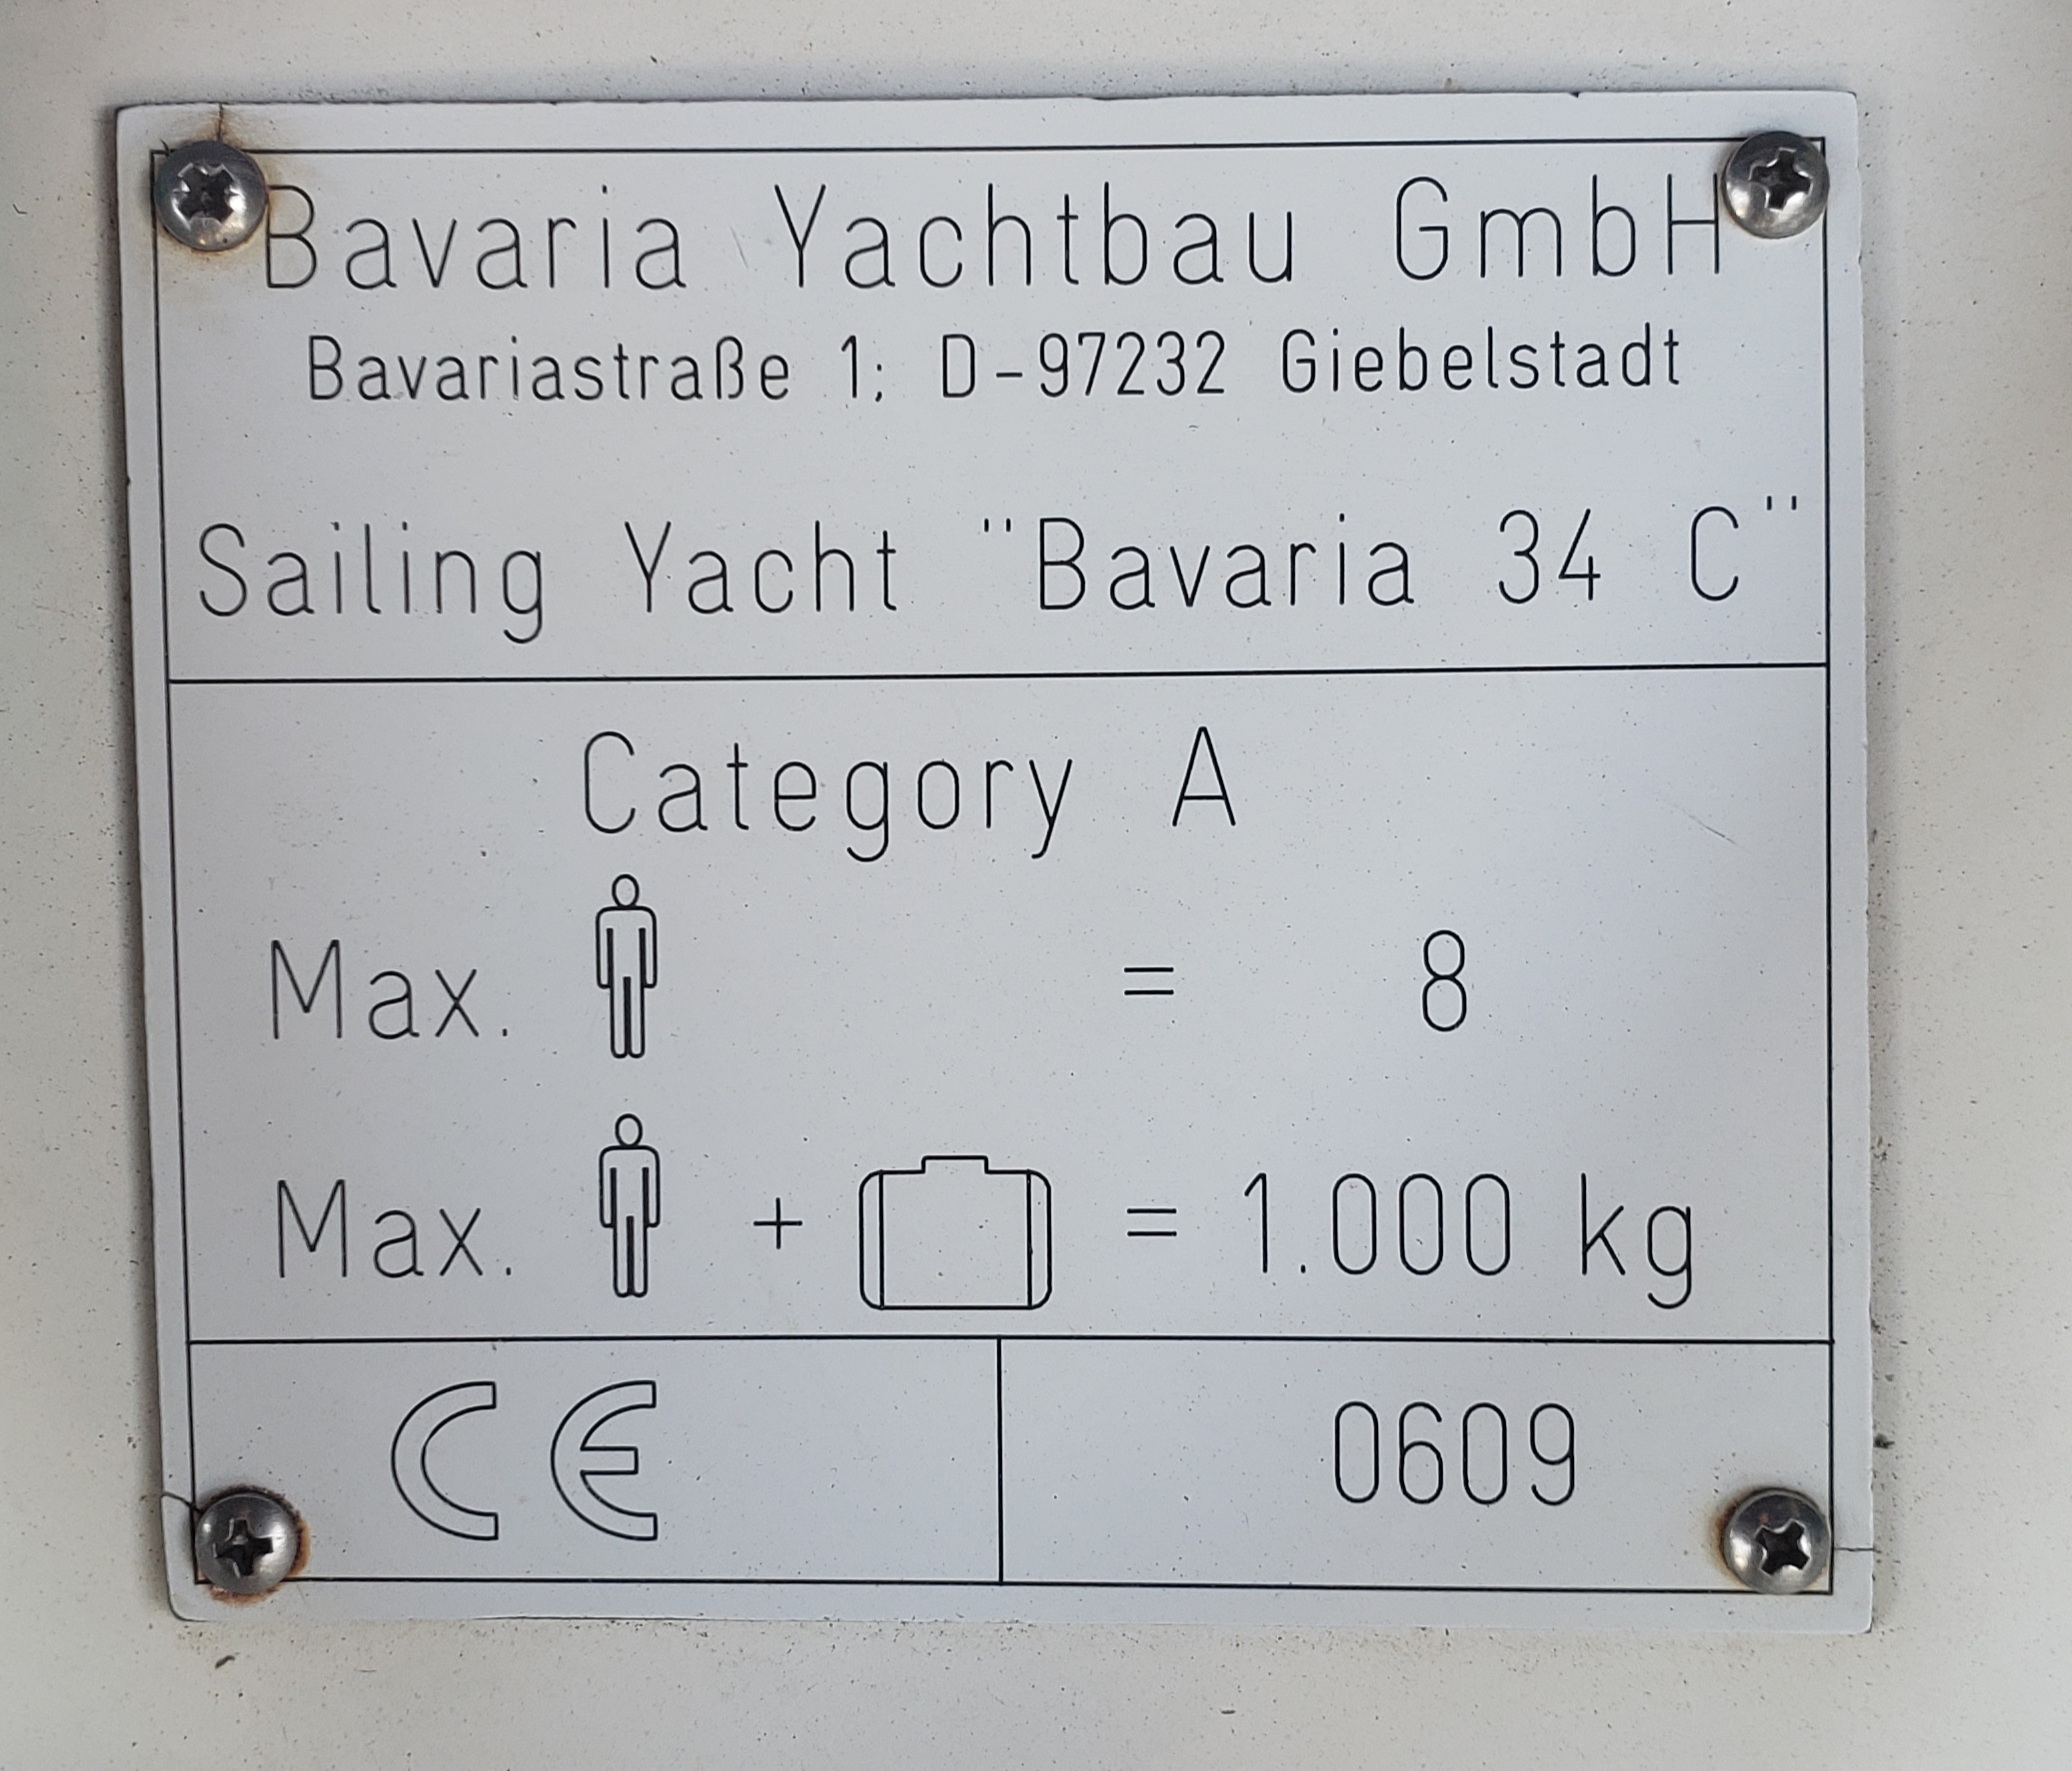 Bavaria Yachtbau GmbH
Bavariastraße 1; D-97232 Giebelstadt
Sailing Yacht "Bavaria 34 C"
Category A
Max. = 8
Max. + = 1.000 kg
CE 0609